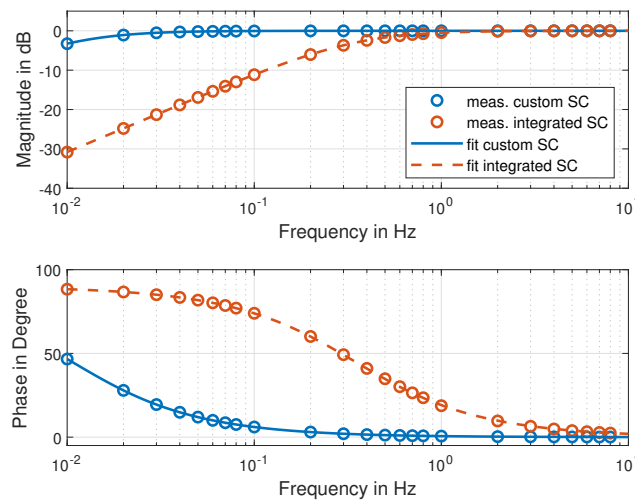 0
-10
-20
-30
-40
Magnitude in dB
meas. custom SC
meas. integrated SC
fit custom SC
fit integrated SC
10^-2
10^-1
10^0
10^1
Frequency in Hz
100
50
0
Phase in Degree
10^-2
10^-1
10^0
10^1
Frequency in Hz